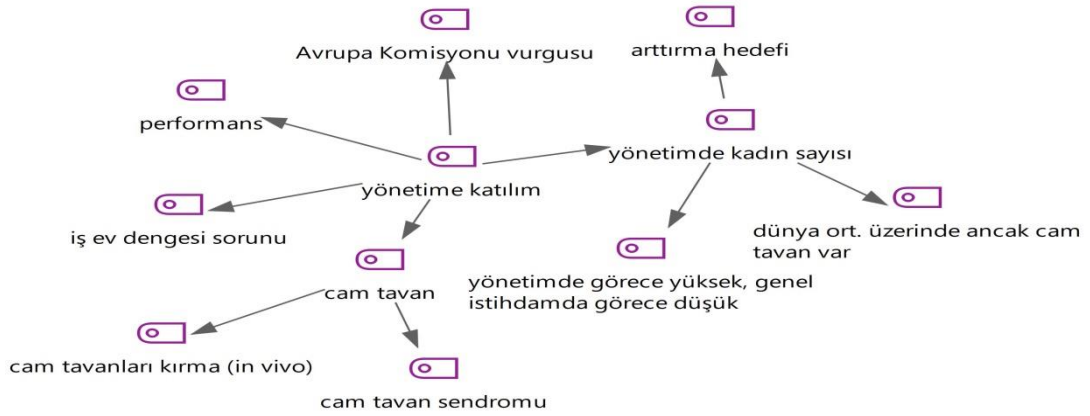 Avrupa Komisyonu vurgusu
arttırma hedefi
performans
yönetime katılım
yönetimde kadın sayısı
iş ev dengesi sorunu
dünya ort. üzerinde ancak cam
tavan var
cam tavan
yönetimde görece yüksek, genel
istihdamda görece düşük
cam tavanları kırma (in vivo)
cam tavan sendromu